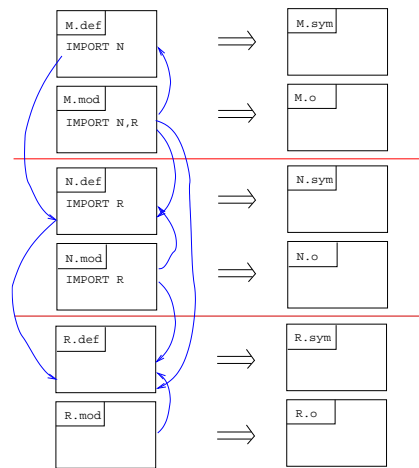 M.def
IMPORT N
M.sym
M.mod
IMPORT N,R
M.o
N.def
IMPORT R
N.sym
N.mod
IMPORT R
N.o
R.def
R.sym
R.mod
R.o